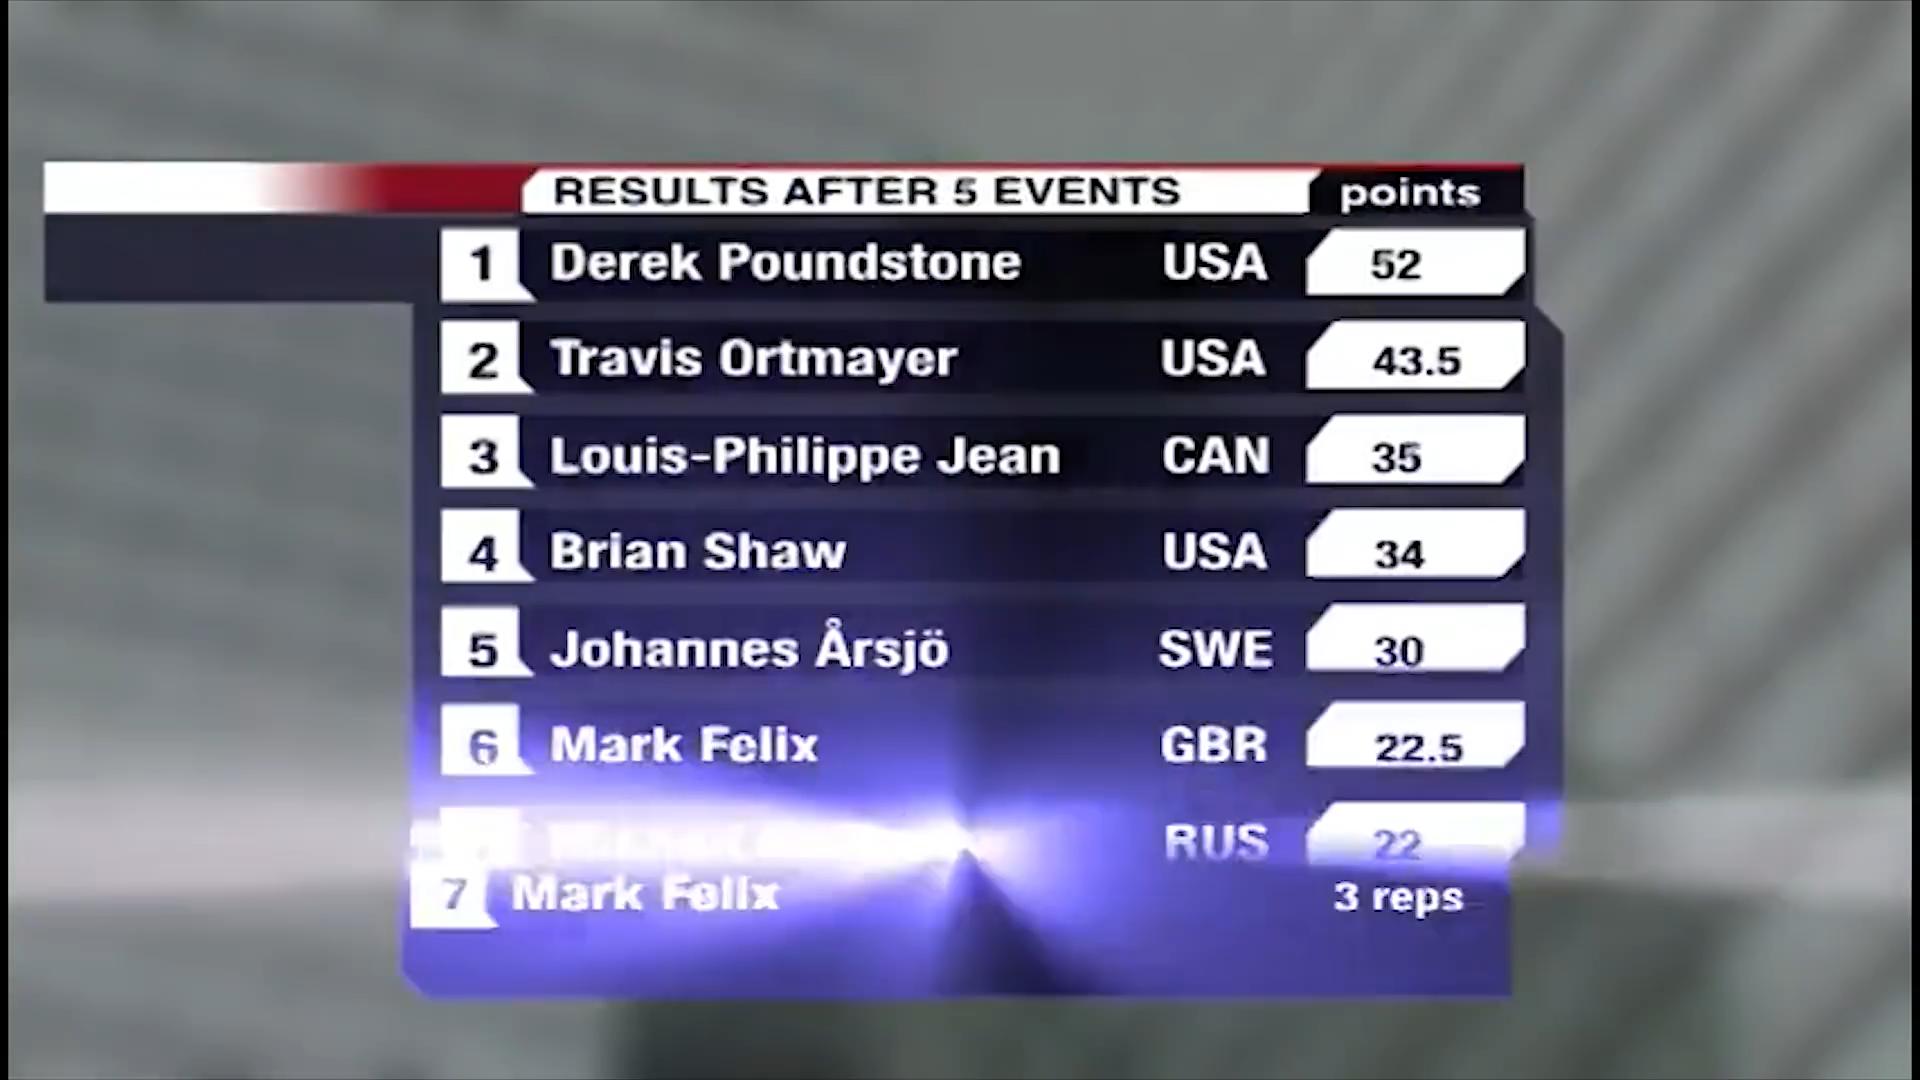 RESULTS AFTER 5 EVENTS points
1 Derek Poundstone USA 52
2 Travis Ortmayer USA 43.5
3 Louis-Philippe Jean CAN 35
4 Brian Shaw USA 34
5 Johannes Årsjö SWE 30
6 Mark Felix GBR 22.5
RUS 22
7 Mark Felix 3 reps